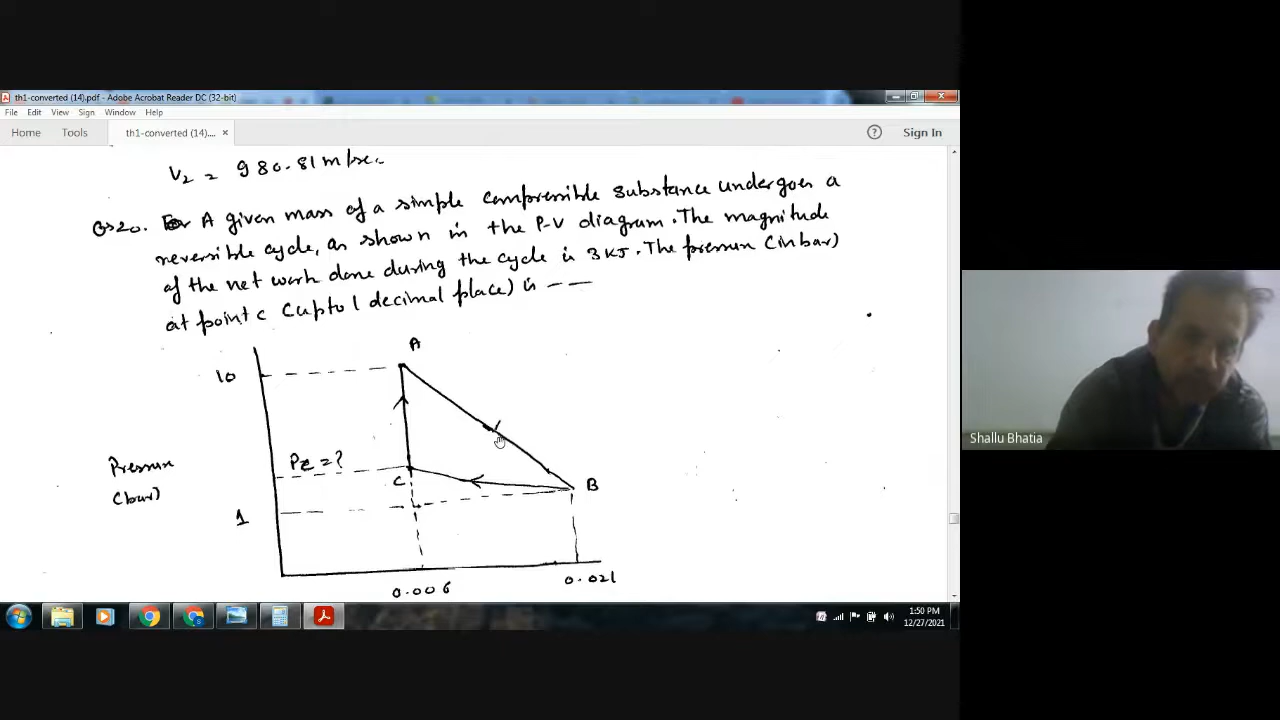 th1-converted (14).pdf - Adobe Acrobat Reader DC (32-bit)
File Edit View Sign Window Help
Home Tools th1-converted (14).... × ? Sign In
V2 = 980.81 m/sec.
Qs20. A given mass of a simple compressible substance undergoes a
reversible cycle, as shown in the P-V diagram. The magnitude
of the net work done during the cycle is 3 KJ. The pressure (in bar)
at point C (upto 1 decimal place) is - -
A
10
Pc = ?
Pressure
(bar)
C
B
1
0.006
0.021
Shallu Bhatia
1:50 PM
12/27/2021